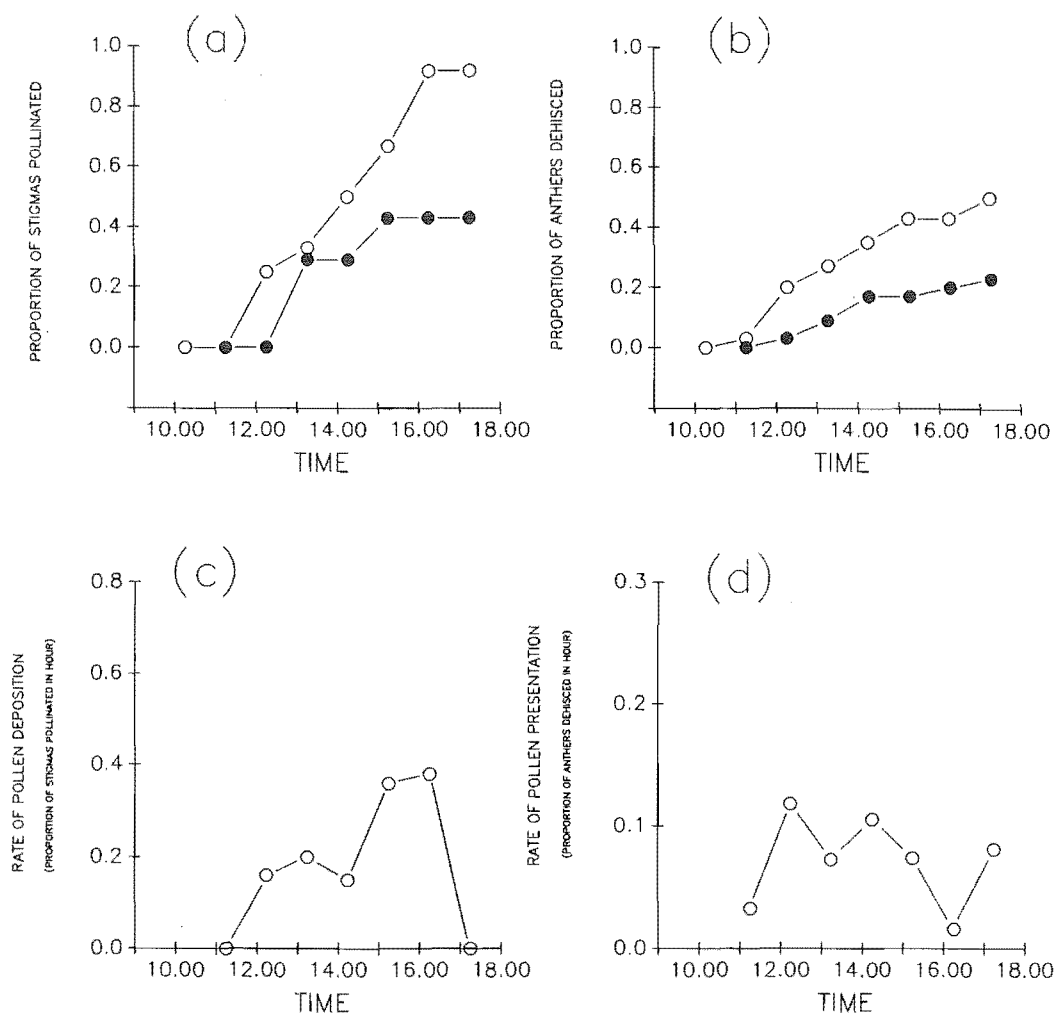 (a)
PROPORTION OF STIGMAS POLLINATED
1.0
0.8
0.6
0.4
0.2
0.0
10.00 12.00 14.00 16.00 18.00
TIME
(b)
PROPORTION OF ANTHERS DEHISCED
1.0
0.8
0.6
0.4
0.2
0.0
10.00 12.00 14.00 16.00 18.00
TIME
(c)
RATE OF POLLEN DEPOSITION
(PROPORTION OF STIGMAS POLLINATED IN HOUR)
0.8
0.6
0.4
0.2
0.0
10.00 12.00 14.00 16.00 18.00
TIME
(d)
RATE OF POLLEN PRESENTATION
(PROPORTION OF ANTHERS DEHISCED IN HOUR)
0.3
0.2
0.1
0.0
10.00 12.00 14.00 16.00 18.00
TIME